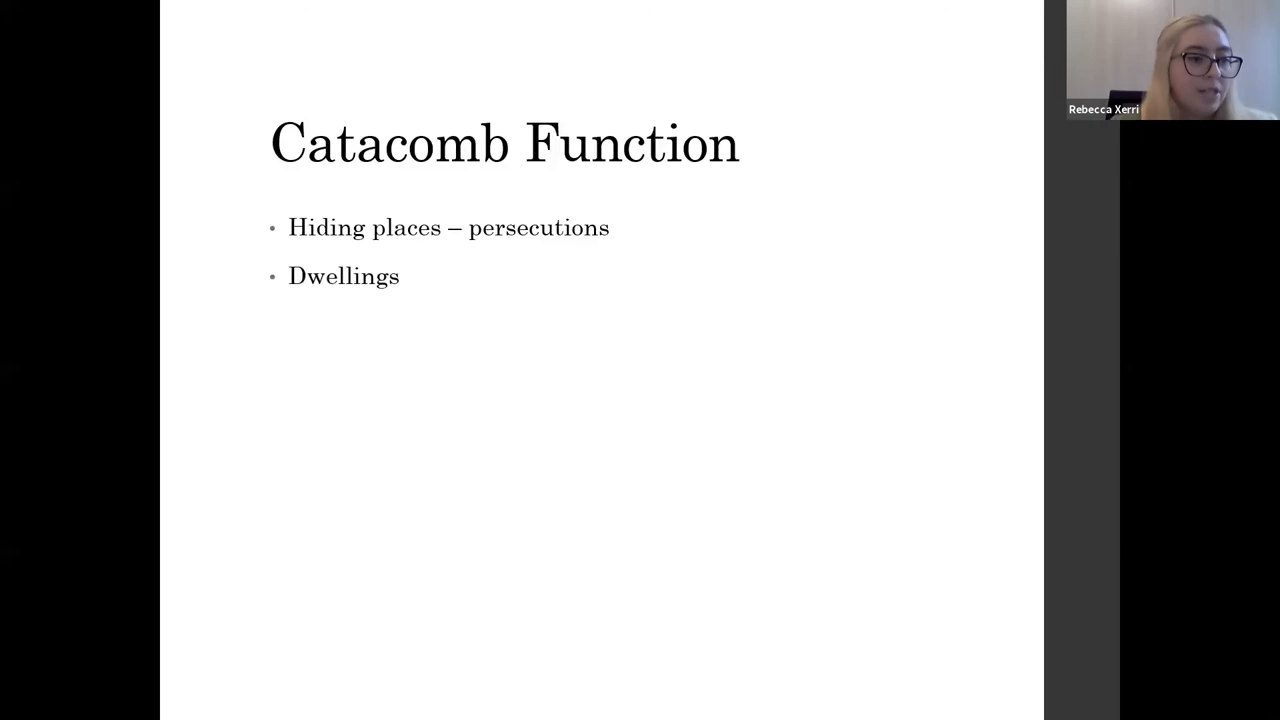 Catacomb Function
• Hiding places – persecutions
• Dwellings
Rebecca Xerri